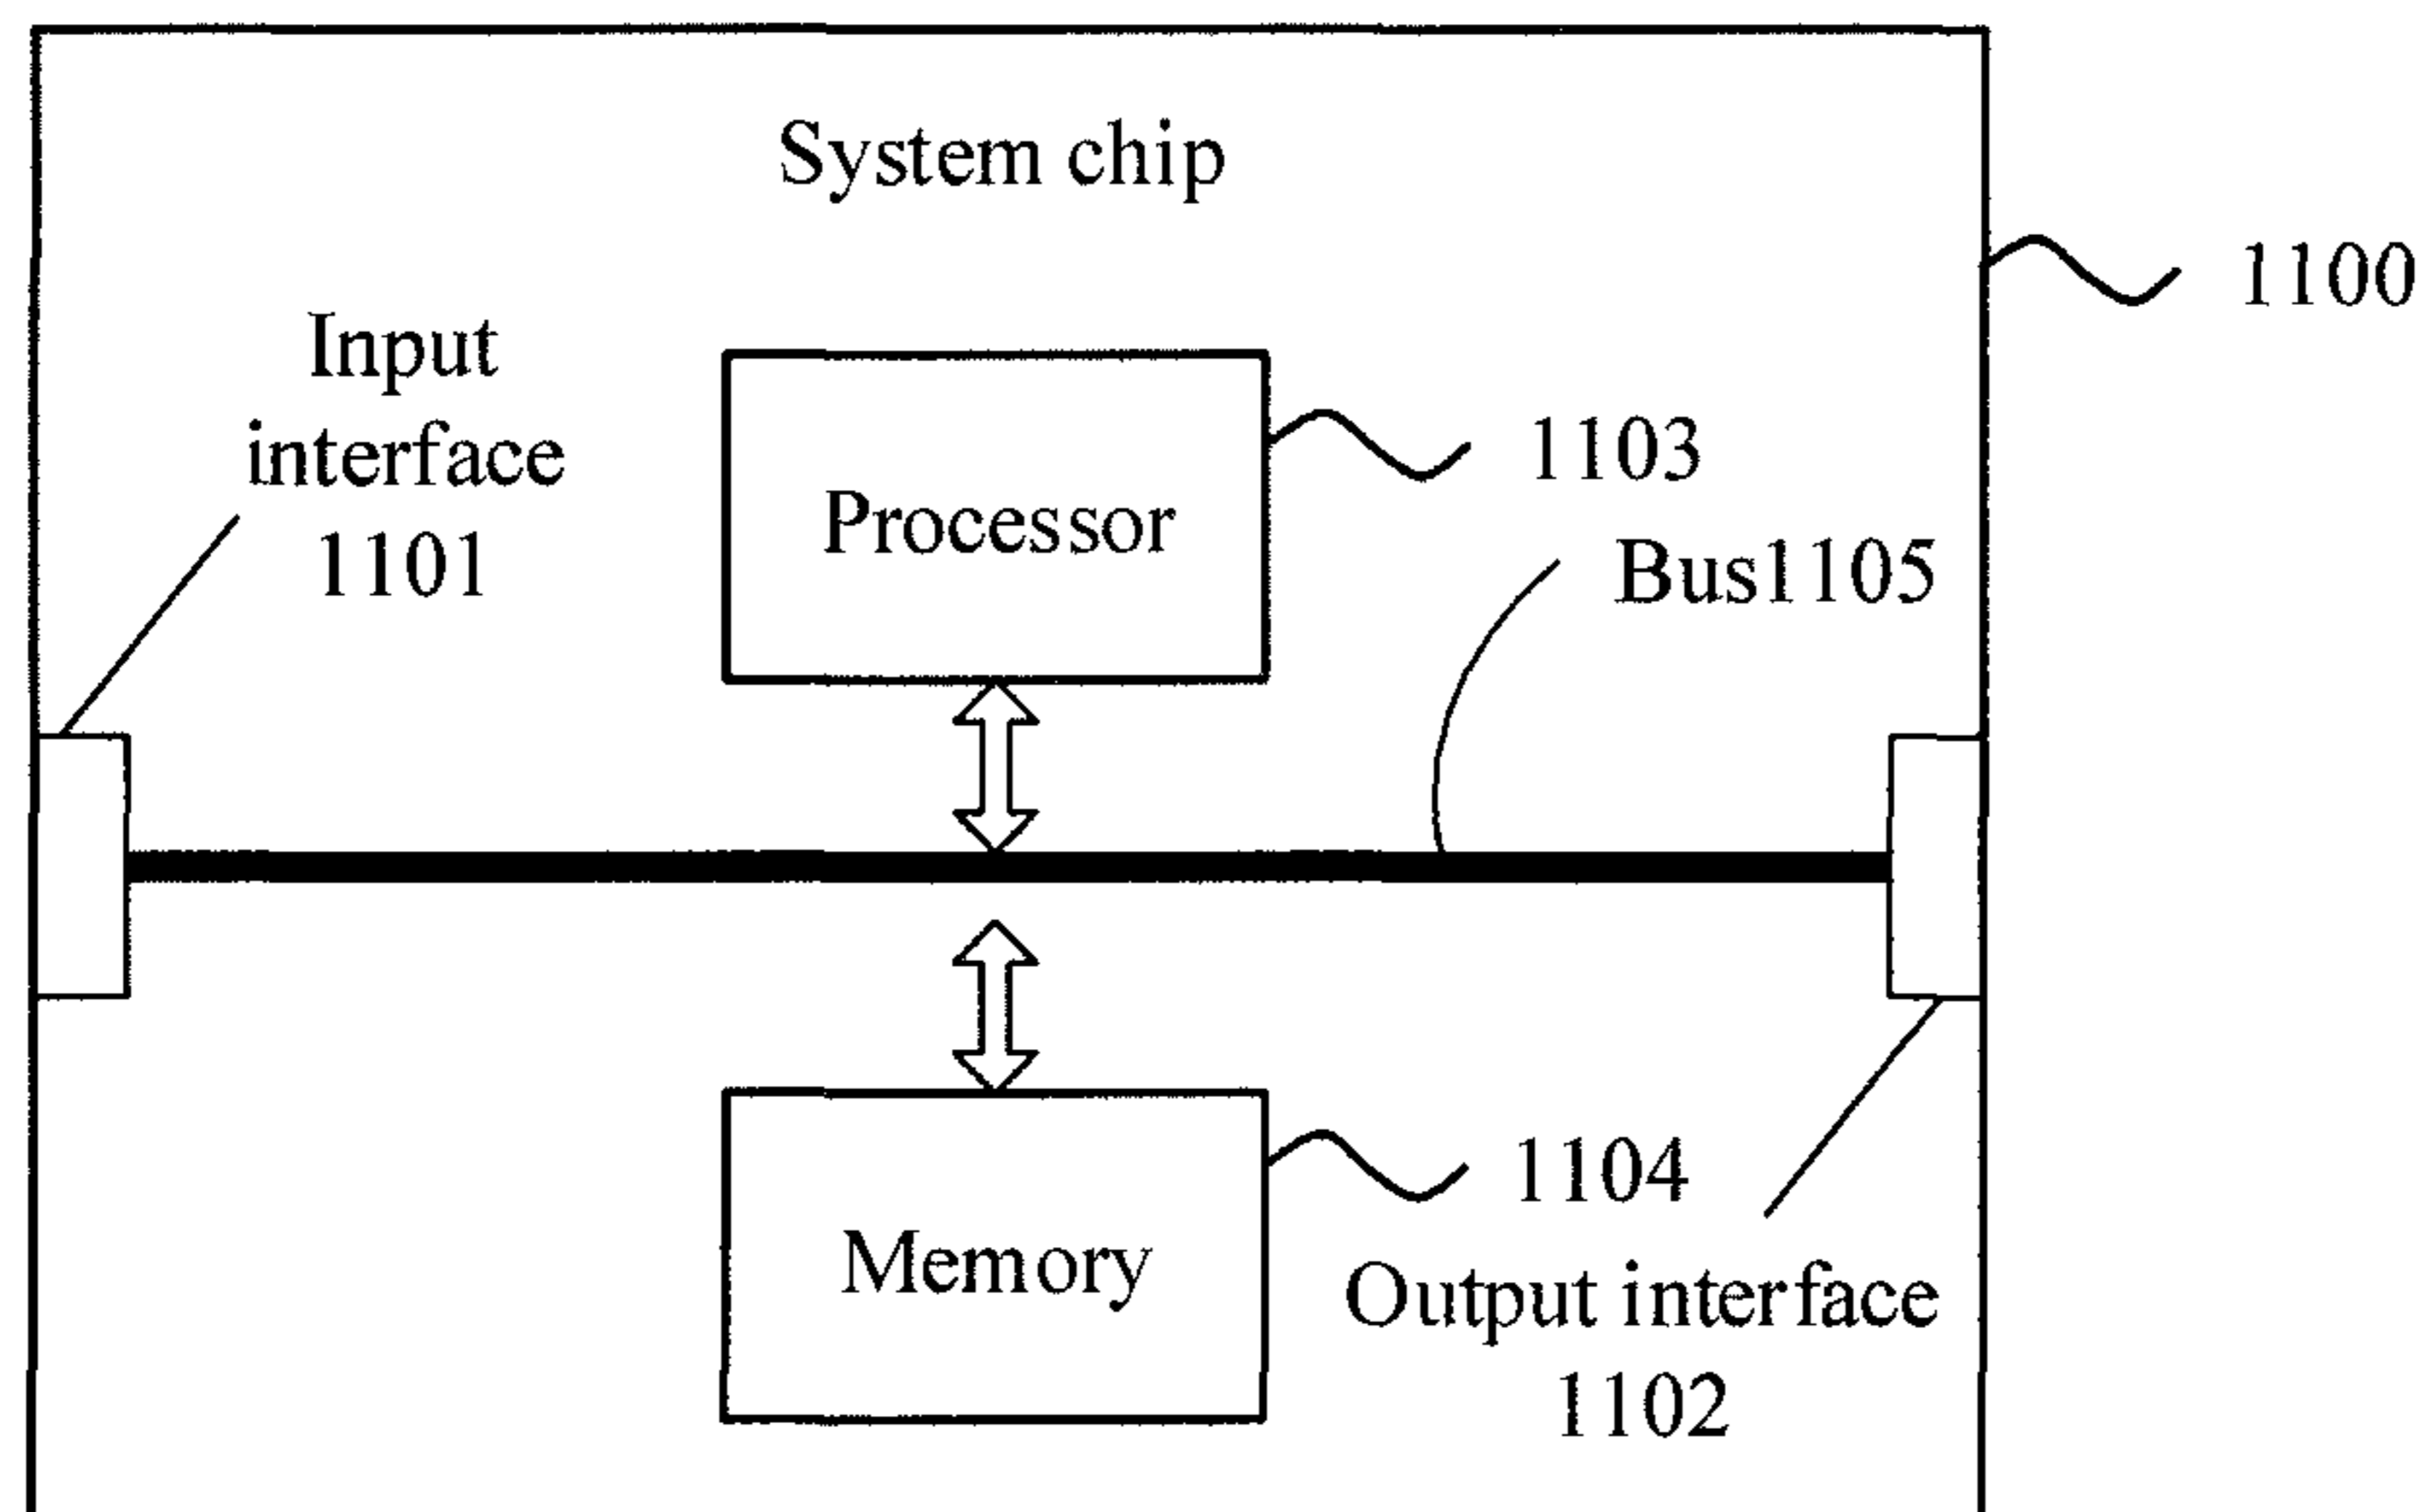 System chip
1100
Input
interface
1101
1103
Processor
Bus1105
1104
Memory
Output interface
1102